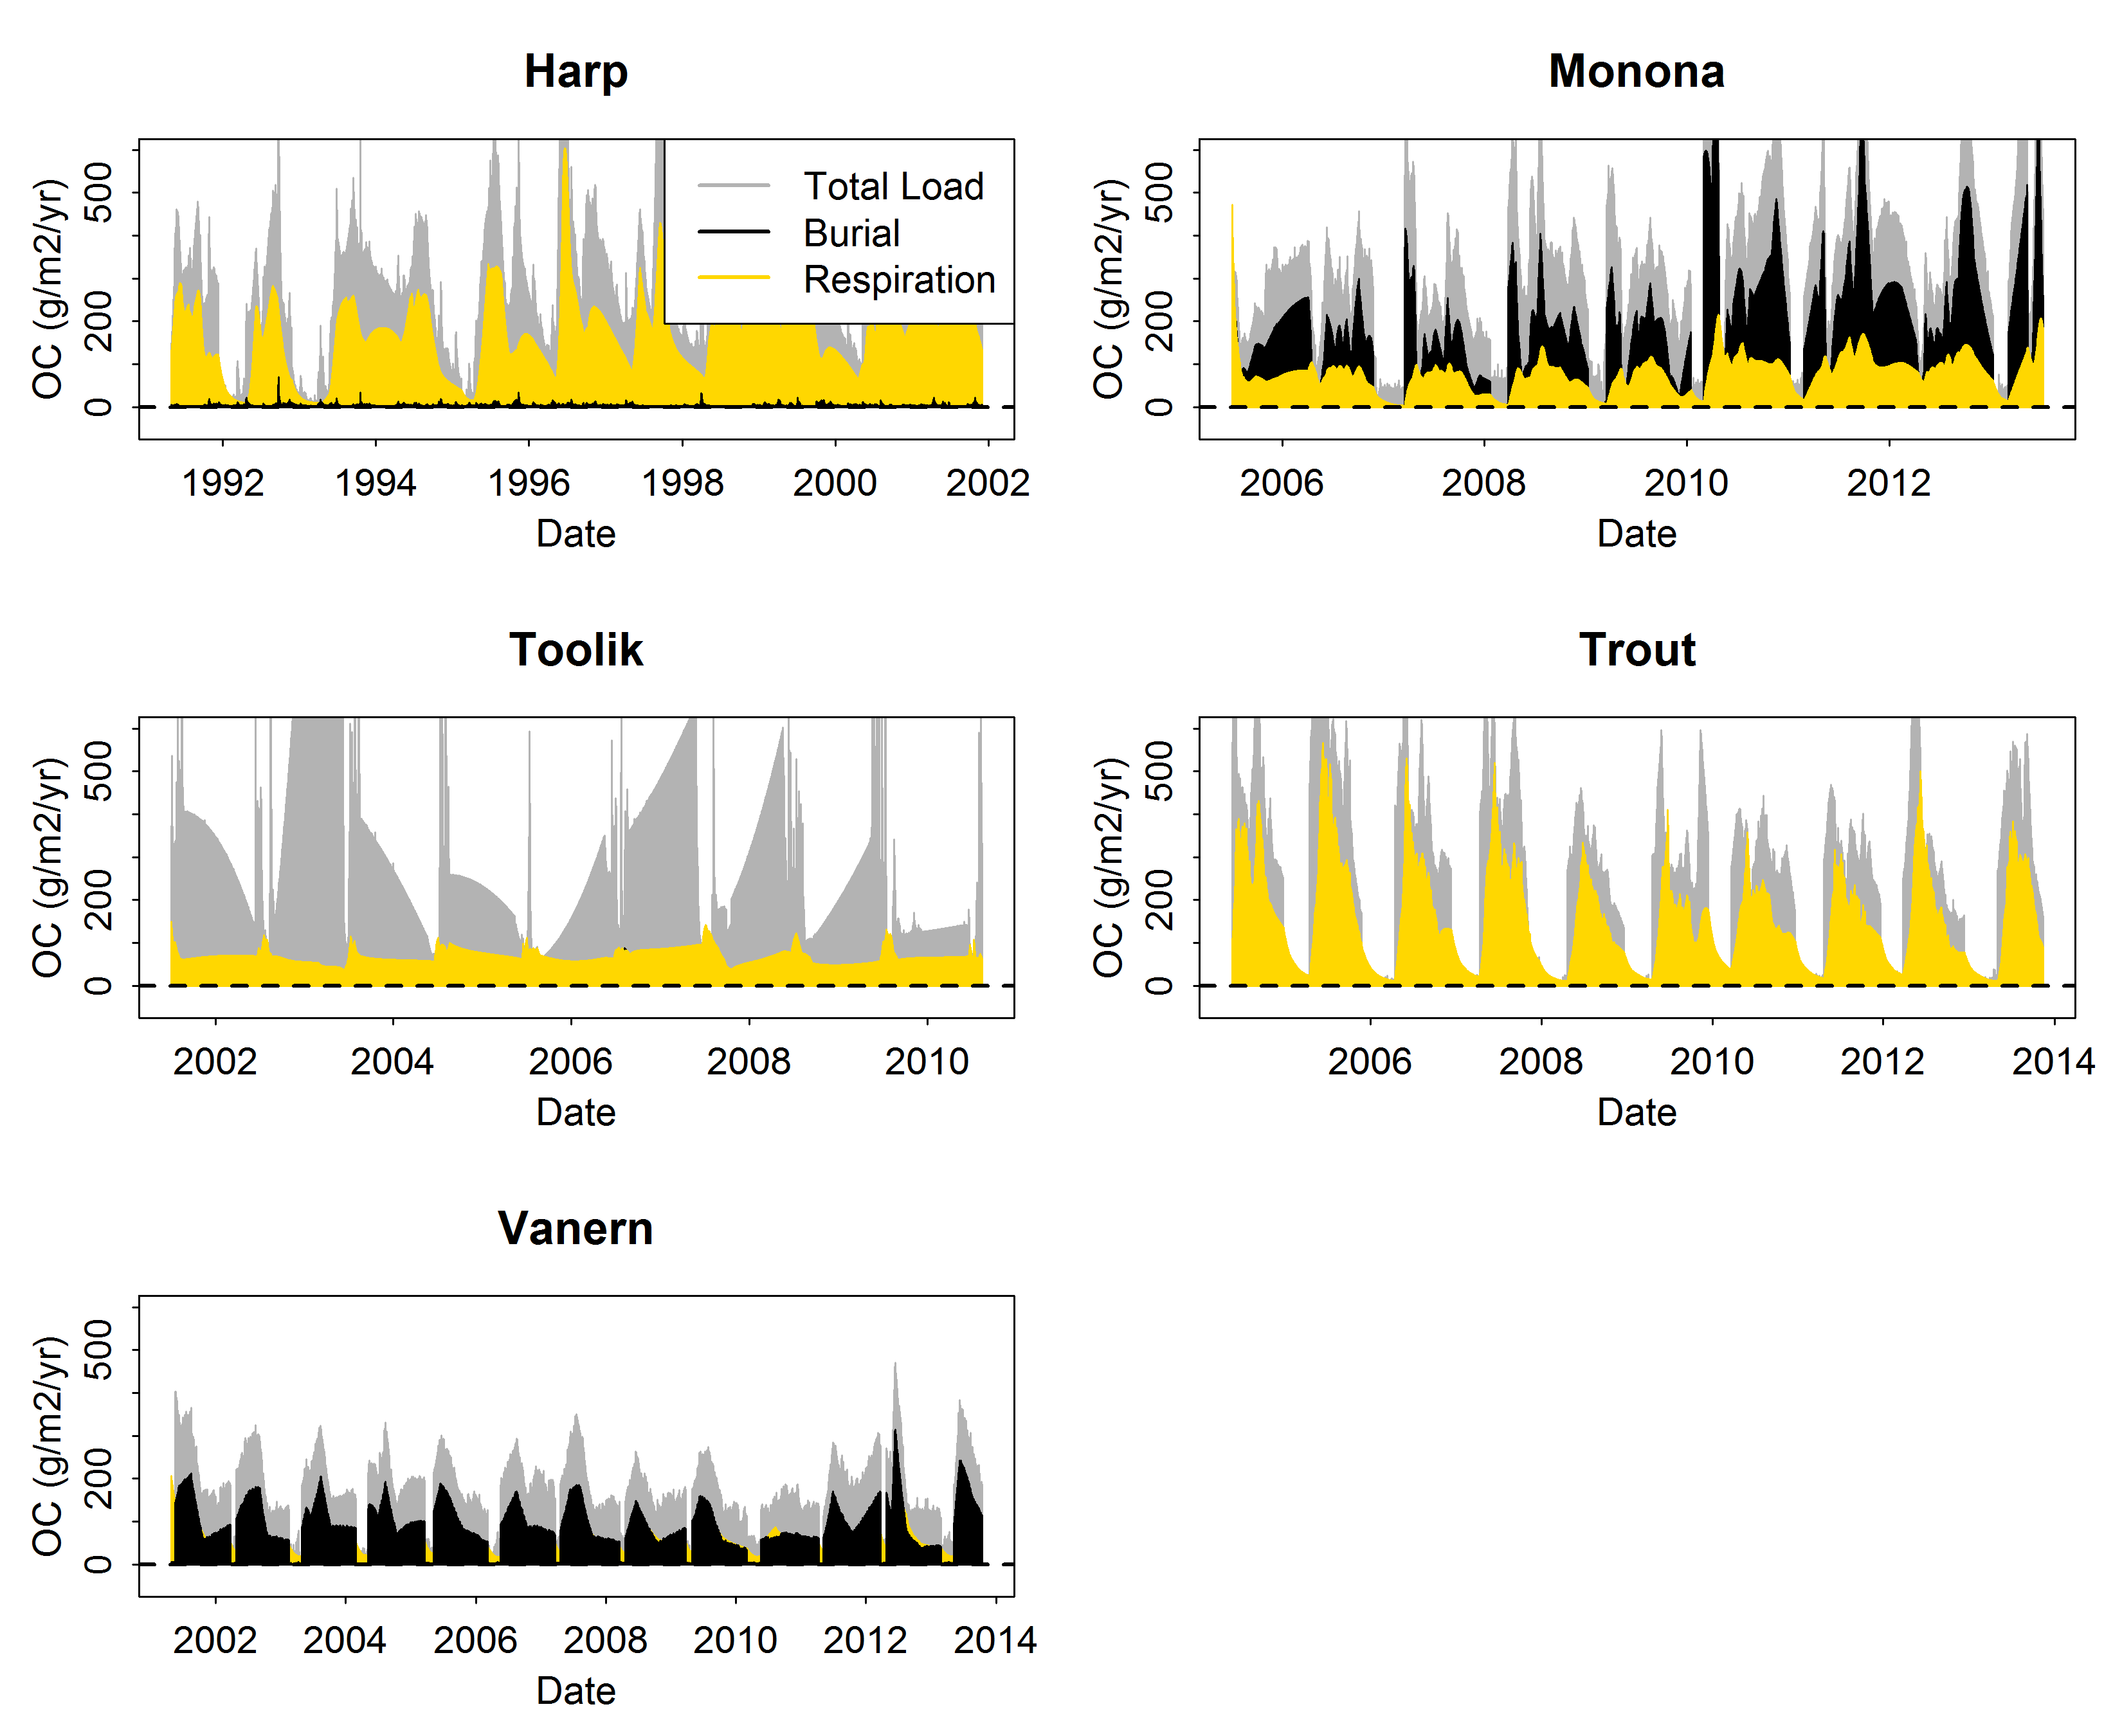 Harp
OC (g/m2/yr)
0 200 500
Total Load
Burial
Respiration
1992 1994 1996 1998 2000 2002
Date
Monona
OC (g/m2/yr)
0 200 500
2006 2008 2010 2012
Date
Toolik
OC (g/m2/yr)
0 200 500
2002 2004 2006 2008 2010
Date
Trout
OC (g/m2/yr)
0 200 500
2006 2008 2010 2012 2014
Date
Vanern
OC (g/m2/yr)
0 200 500
2002 2004 2006 2008 2010 2012 2014
Date